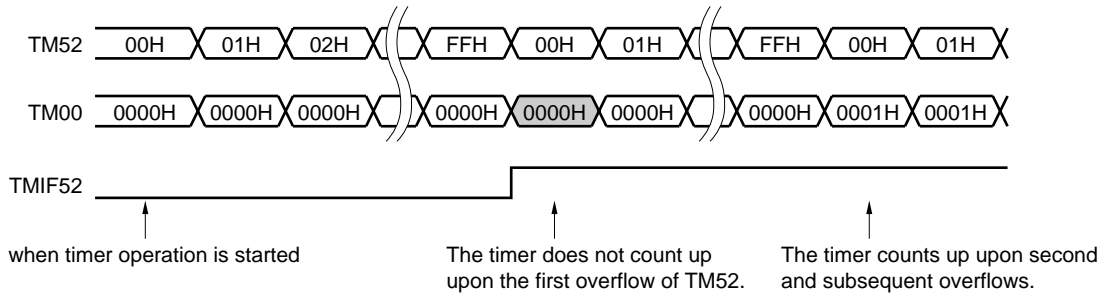 TM52 00H 01H 02H FFH 00H 01H FFH 00H 01H
TM00 0000H 0000H 0000H 0000H 0000H 0000H 0000H 0001H 0001H
TMIF52
when timer operation is started
The timer does not count up
upon the first overflow of TM52.
The timer counts up upon second
and subsequent overflows.